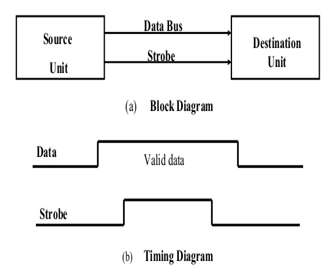 Data Bus
Source
Unit
Strobe
Destination
Unit
(a) Block Diagram
Data
Valid data
Strobe
(b) Timing Diagram